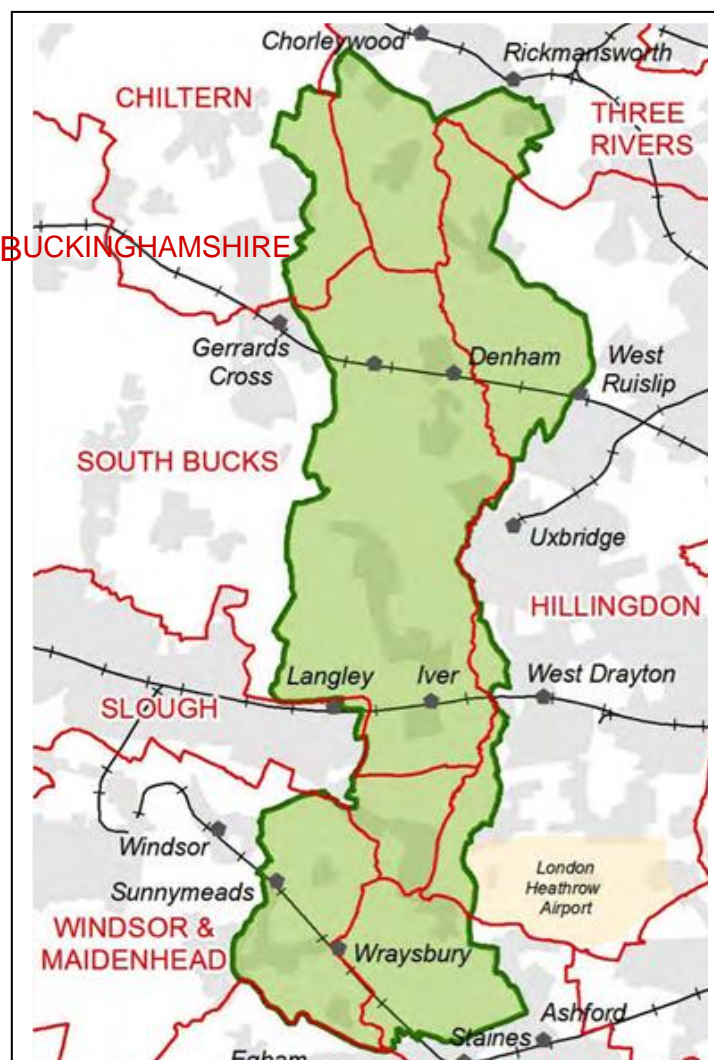 Chorleywood
Rickmansworth
CHILTERN
THREE
RIVERS
BUCKINGHAMSHIRE
Gerrards
Cross
Denham
West
Ruislip
SOUTH BUCKS
Uxbridge
HILLINGDON
Langley
Iver
West Drayton
SLOUGH
Windsor
London
Heathrow
Airport
Sunnymeads
WINDSOR &
MAIDENHEAD
Wraysbury
Ashford
Staines
Egham